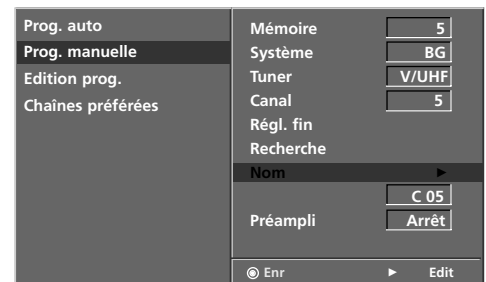 Prog. auto
Prog. manuelle
Edition prog.
Chaînes préférées
Mémoire 5
Système BG
Tuner V/UHF
Canal 5
Régl. fin
Recherche
Nom ►
C 05
Préampli Arrêt
◉ Enr ► Edit